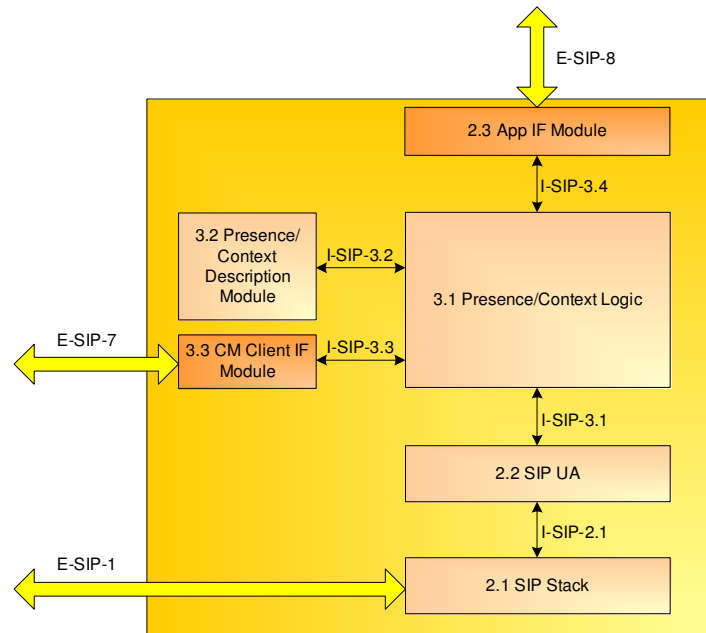 E-SIP-8
2.3 App IF Module
I-SIP-3.4
3.2 Presence/
Context
Description
Module
I-SIP-3.2
3.1 Presence/Context Logic
E-SIP-7
3.3 CM Client IF
Module
I-SIP-3.3
I-SIP-3.1
2.2 SIP UA
I-SIP-2.1
E-SIP-1
2.1 SIP Stack